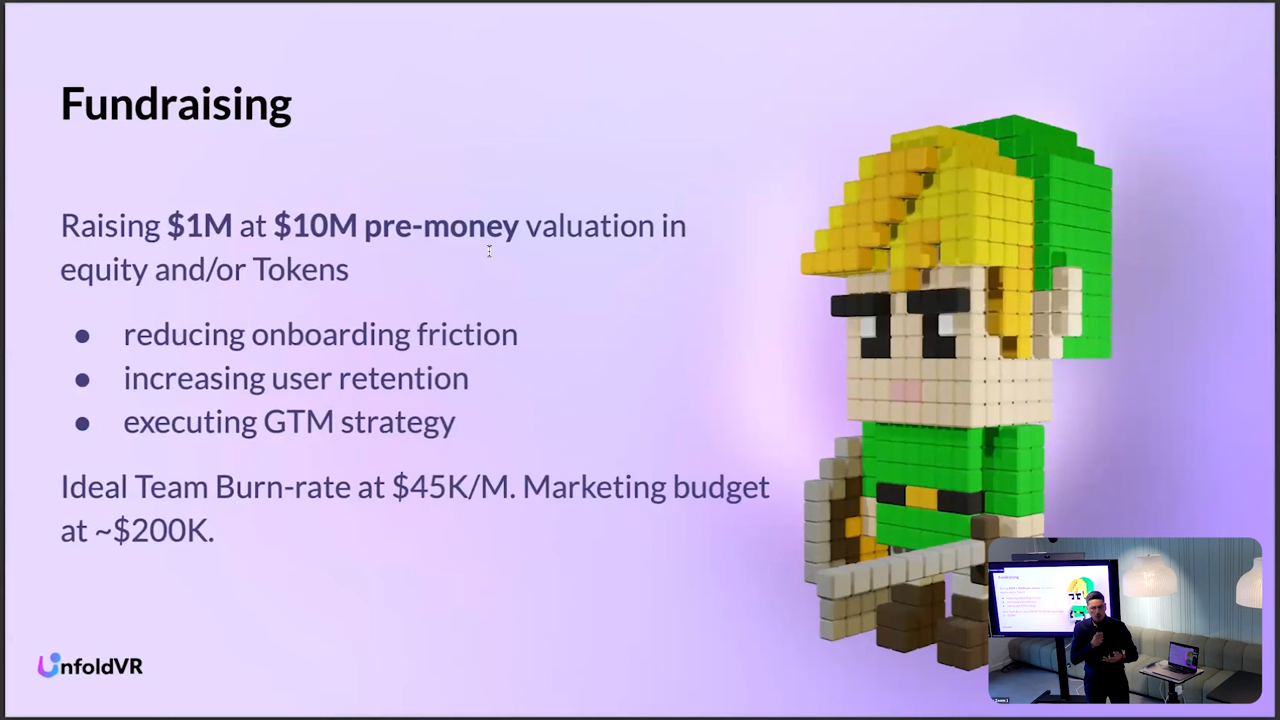 Fundraising
Raising $1M at $10M pre-money valuation in
equity and/or Tokens
● reducing onboarding friction
● increasing user retention
● executing GTM strategy
Ideal Team Burn-rate at $45K/M. Marketing budget
at ~$200K.
UnfoldVR
Fundraising